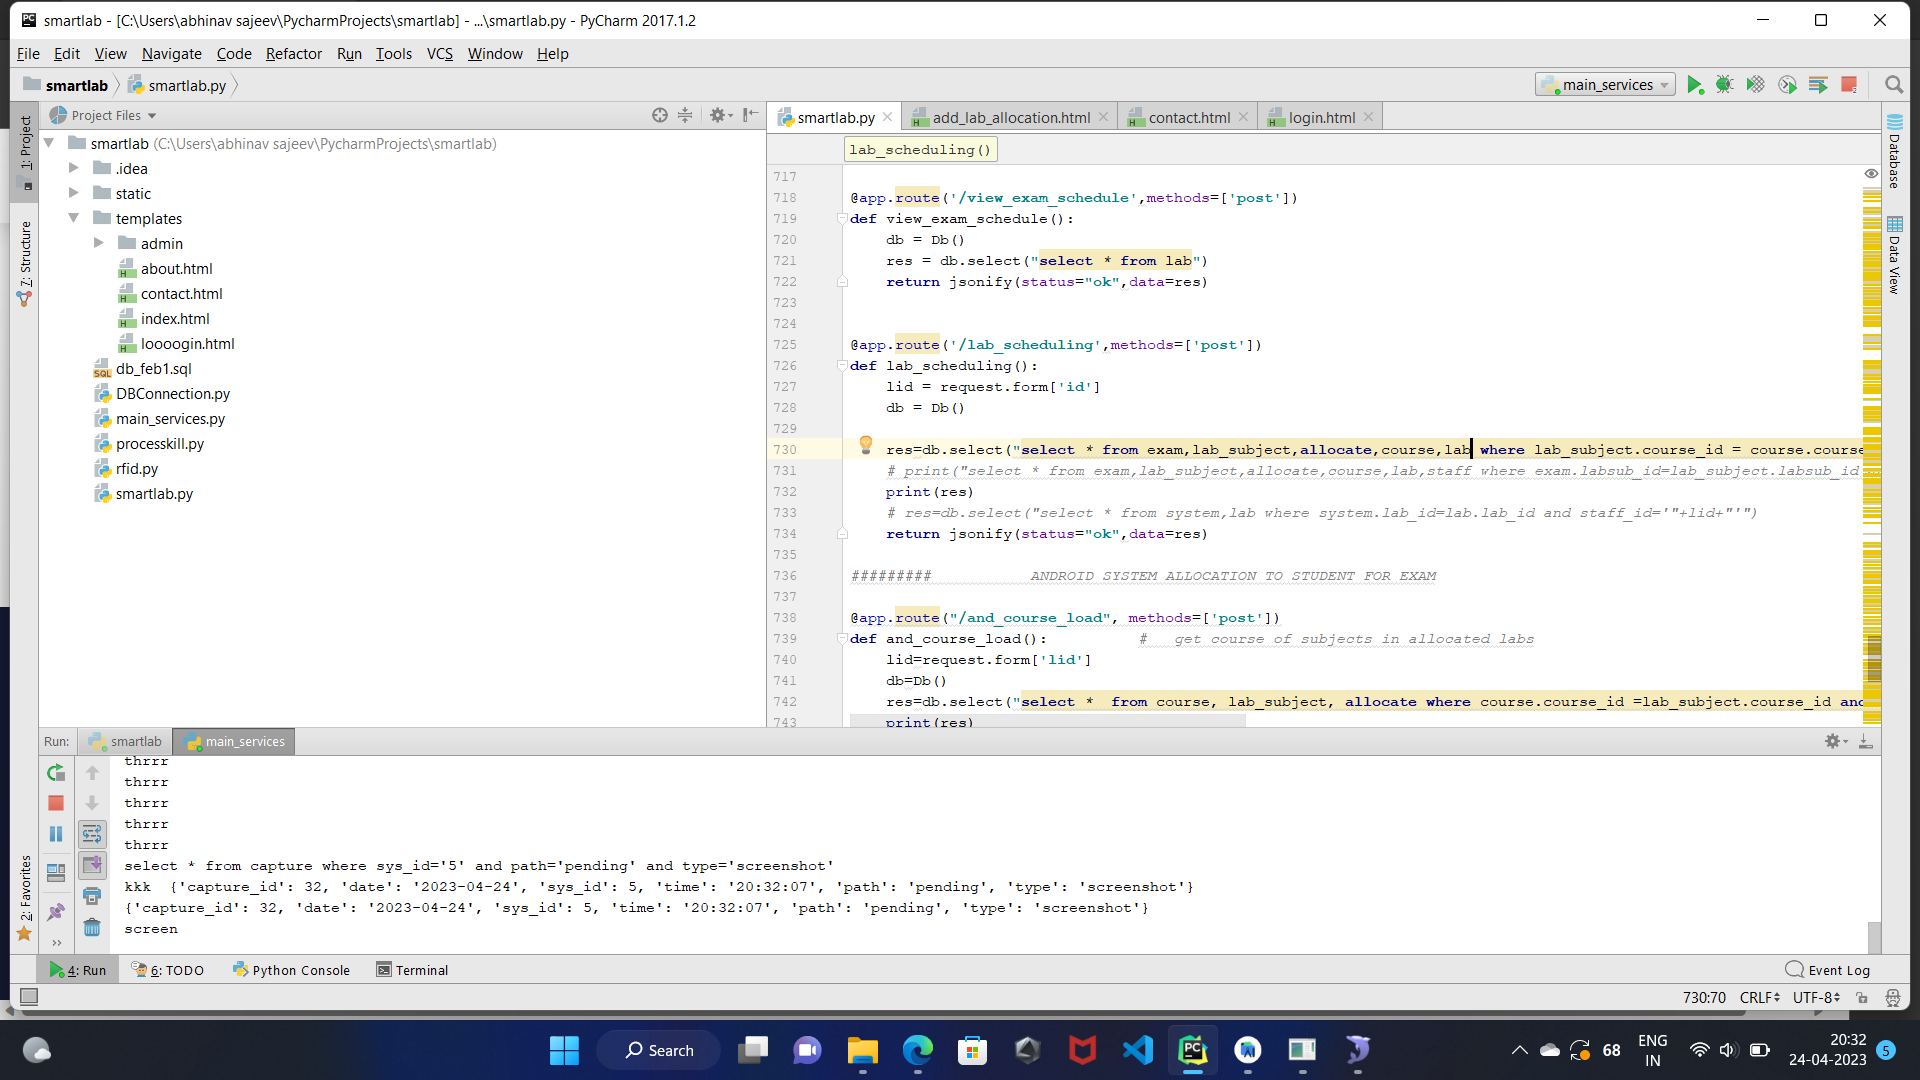 smartlab - [C:\Users\abhinav sajeev\PycharmProjects\smartlab] - ...\smartlab.py - PyCharm 2017.1.2
File Edit View Navigate Code Refactor Run Tools VCS Window Help
smartlab smartlab.py main_services
1: Project
7: Structure
2: Favorites
Project Files
smartlab (C:\Users\abhinav sajeev\PycharmProjects\smartlab)
.idea
static
templates
admin
about.html
contact.html
index.html
loooogin.html
db_feb1.sql
DBConnection.py
main_services.py
processkill.py
rfid.py
smartlab.py
smartlab.py add_lab_allocation.html contact.html login.html
lab_scheduling()
717
718 @app.route('/view_exam_schedule',methods=['post'])
719 def view_exam_schedule():
720 db = Db()
721 res = db.select("select * from lab")
722 return jsonify(status="ok",data=res)
723
724
725 @app.route('/lab_scheduling',methods=['post'])
726 def lab_scheduling():
727 lid = request.form['id']
728 db = Db()
729
730 res=db.select("select * from exam,lab_subject,allocate,course,lab where lab_subject.course_id = course.course
731 # print("select * from exam,lab_subject,allocate,course,lab,staff where exam.labsub_id=lab_subject.labsub_id
732 print(res)
733 # res=db.select("select * from system,lab where system.lab_id=lab.lab_id and staff_id='"+lid+"'")
734 return jsonify(status="ok",data=res)
735
736 ######### ANDROID SYSTEM ALLOCATION TO STUDENT FOR EXAM
737
738 @app.route("/and_course_load", methods=['post'])
739 def and_course_load(): # get course of subjects in allocated labs
740 lid=request.form['lid']
741 db=Db()
742 res=db.select("select * from course, lab_subject, allocate where course.course_id =lab_subject.course_id and
743 print(res)
Database
Data View
Run: smartlab main_services
thrrr
thrrr
thrrr
thrrr
thrrr
select * from capture where sys_id='5' and path='pending' and type='screenshot'
kkk {'capture_id': 32, 'date': '2023-04-24', 'sys_id': 5, 'time': '20:32:07', 'path': 'pending', 'type': 'screenshot'}
{'capture_id': 32, 'date': '2023-04-24', 'sys_id': 5, 'time': '20:32:07', 'path': 'pending', 'type': 'screenshot'}
screen
4: Run 6: TODO Python Console Terminal Event Log
730:70 CRLF UTF-8
Search
68
ENG
IN
20:32
24-04-2023
5